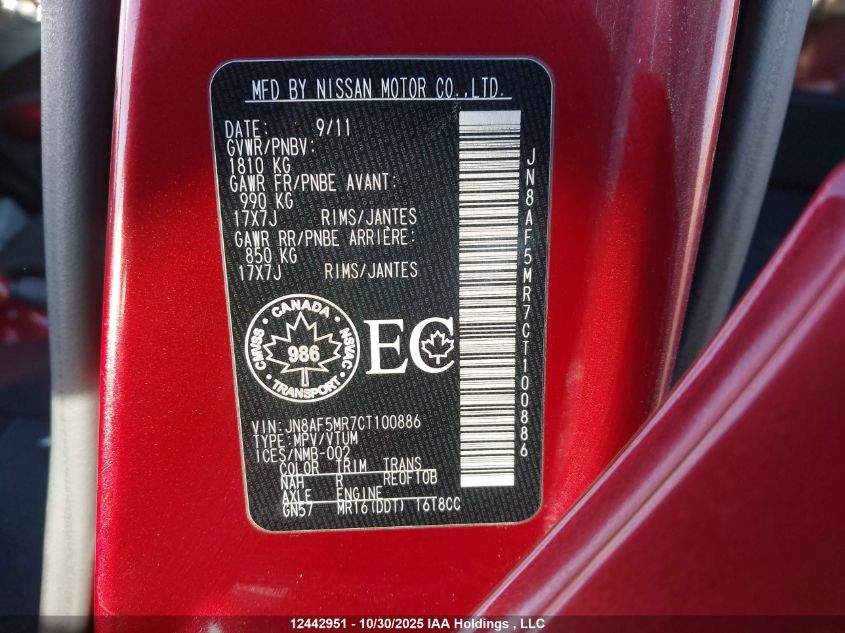 MFD BY NISSAN MOTOR CO.,LTD.
DATE: 9/11
GVWR/PNBV:
1810 KG
GAWR FR/PNBE AVANT:
990 KG
17X7J RIMS/JANTES
GAWR RR/PNBE ARRIÈRE:
850 KG
17X7J RIMS/JANTES
JN8AF5MR7CT100886
CANADA
CMVSS 986 NSVAC
TRANSPORT
EC
VIN:JN8AF5MR7CT100886
TYPE:MPV/VTUM
ICES/NMB-002
COLOR TRIM TRANS
NAH R RE0F10B
AXLE ENGINE
GN57 MR16(DDT) 16T8CC
12442951 - 10/30/2025 IAA Holdings , LLC